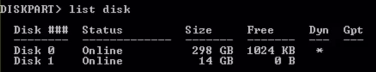 DISKPART> list disk
Disk ### Status Size Free Dyn Gpt
-------- ------------- ------- ------- --- ---
Disk 0 Online 298 GB 1024 KB *
Disk 1 Online 14 GB 0 B